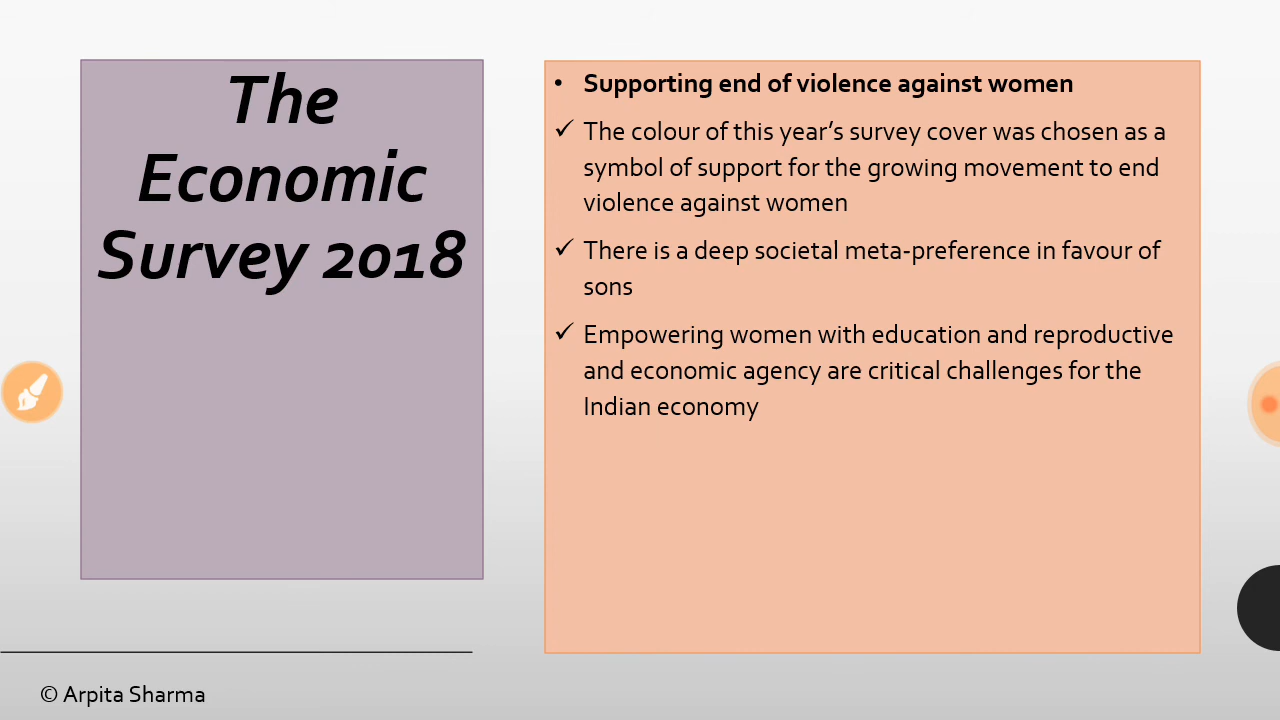 The
Economic
Survey 2018
• Supporting end of violence against women
✓ The colour of this year’s survey cover was chosen as a
symbol of support for the growing movement to end
violence against women
✓ There is a deep societal meta-preference in favour of
sons
✓ Empowering women with education and reproductive
and economic agency are critical challenges for the
Indian economy
© Arpita Sharma